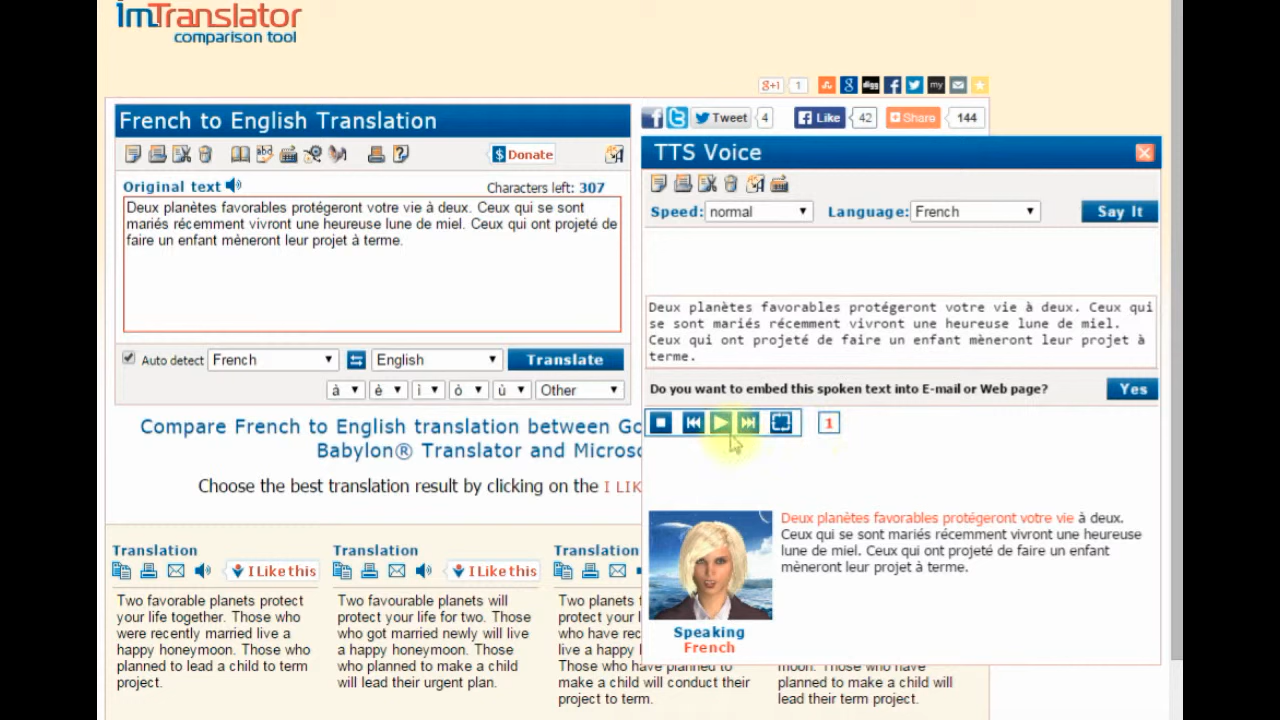 ImTranslator
comparison tool
1
4
Tweet
Like
42
Share
144
French to English Translation
Donate
Original text
Characters left: 307
Deux planètes favorables protégeront votre vie à deux. Ceux qui se sont
mariés récemment vivront une heureuse lune de miel. Ceux qui ont projeté de
faire un enfant mèneront leur projet à terme.
Auto detect
French
English
Translate
à
è
ì
ò
ù
Other
Compare French to English translation between
Babylon® Translator and
Choose the best translation result by clicking on the I
TTS Voice
Speed:
normal
Language:
French
Say It
Deux planètes favorables protégeront votre vie à deux. Ceux qui
se sont mariés récemment vivront une heureuse lune de miel.
Ceux qui ont projeté de faire un enfant mèneront leur projet à
terme.
Do you want to embed this spoken text into E-mail or Web page?
Yes
1
Deux planètes favorables protégeront votre vie à deux.
Ceux qui se sont mariés récemment vivront une heureuse
lune de miel. Ceux qui ont projeté de faire un enfant
mèneront leur projet à terme.
Speaking
French
Translation
I Like this
Two favorable planets protect
your life together. Those who
were recently married live a
happy honeymoon. Those who
planned to lead a child to term
project.
Translation
I Like this
Two favourable planets will
protect your life for two. Those
who got married newly will live
a happy honeymoon. Those
who planned to make a child
will lead their urgent plan.
Translation
Two planets
protect your
who have
live a happy
Those who have planned to
make a child will conduct their
project to term.
moon. Those who have
planned to make a child will
lead their term project.